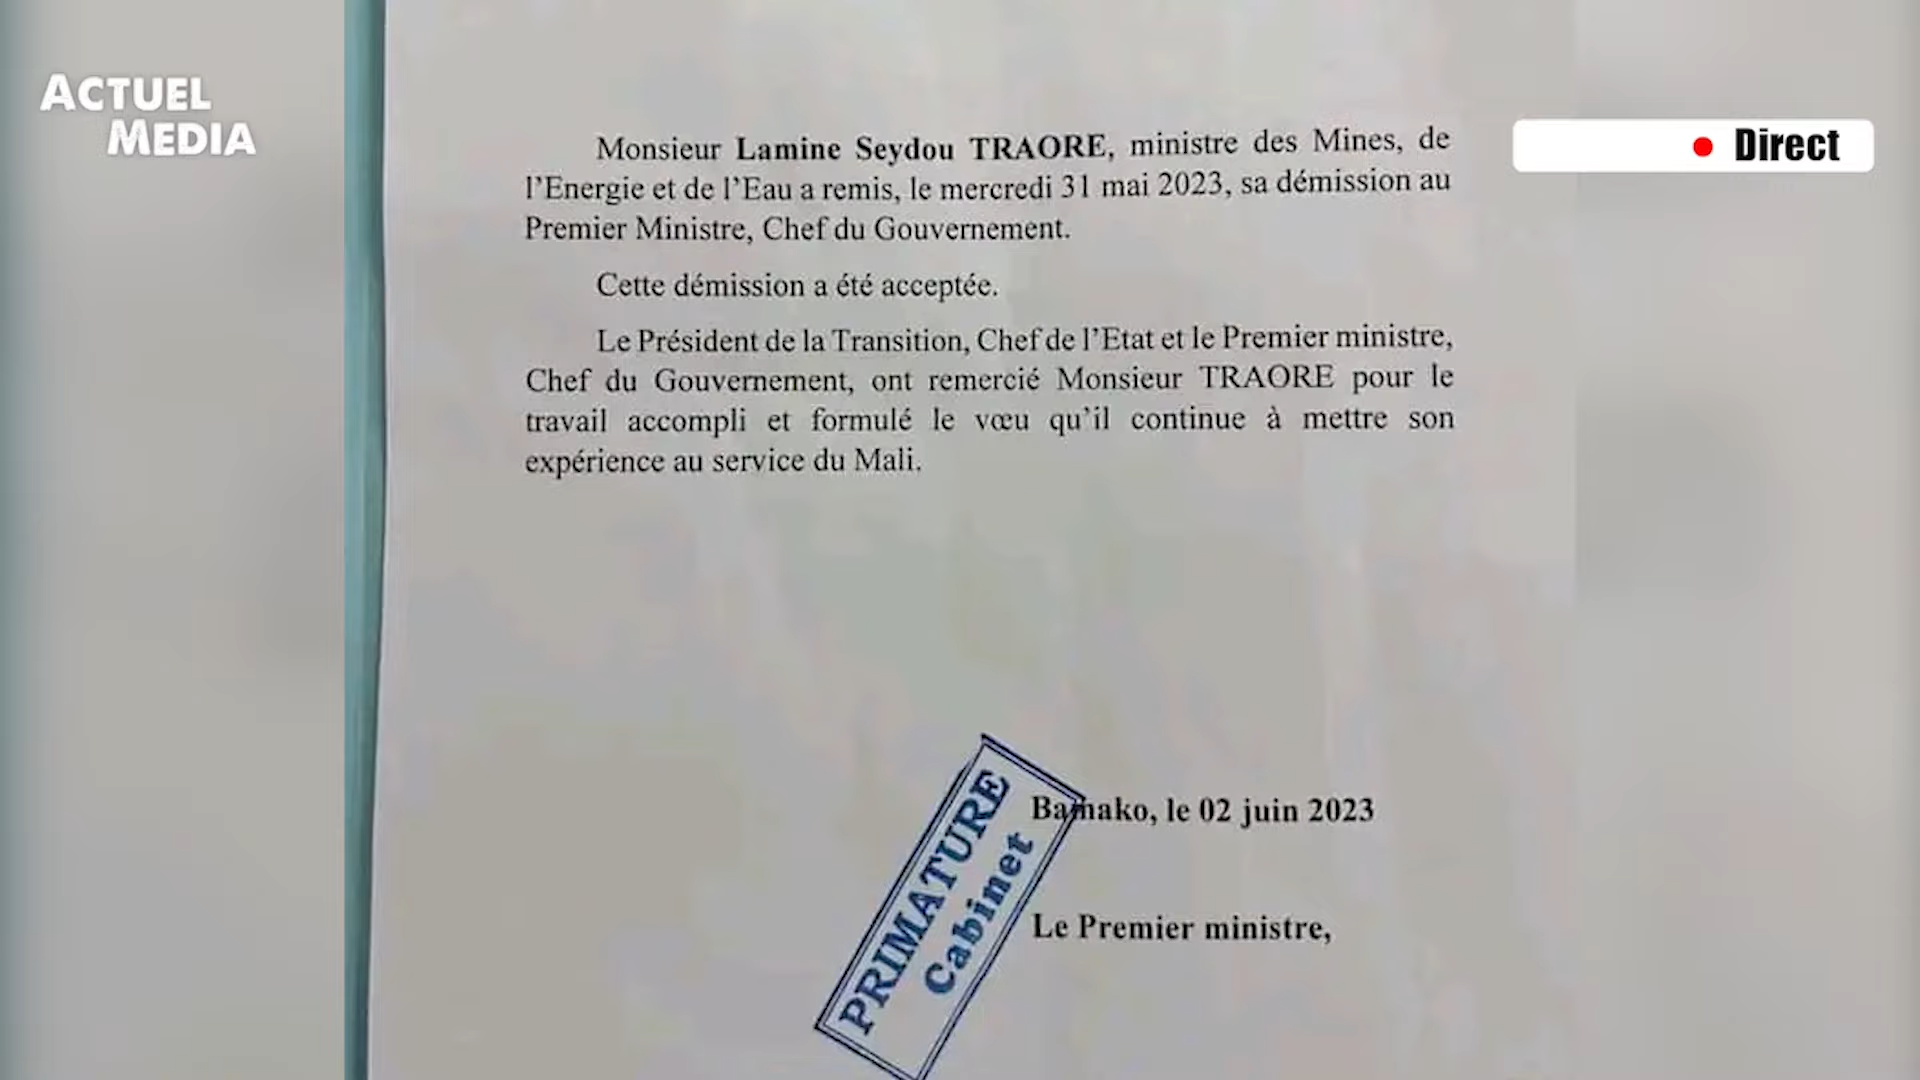 ACTUEL
MEDIA
Direct
Monsieur Lamine Seydou TRAORE, ministre des Mines, de
l'Energie et de l'Eau a remis, le mercredi 31 mai 2023, sa démission au
Premier Ministre, Chef du Gouvernement.
Cette démission a été acceptée.
Le Président de la Transition, Chef de l'Etat et le Premier ministre,
Chef du Gouvernement, ont remercié Monsieur TRAORE pour le
travail accompli et formulé le vœu qu'il continue à mettre son
expérience au service du Mali.
Bamako, le 02 juin 2023
PRIMATURE
Cabinet
Le Premier ministre,